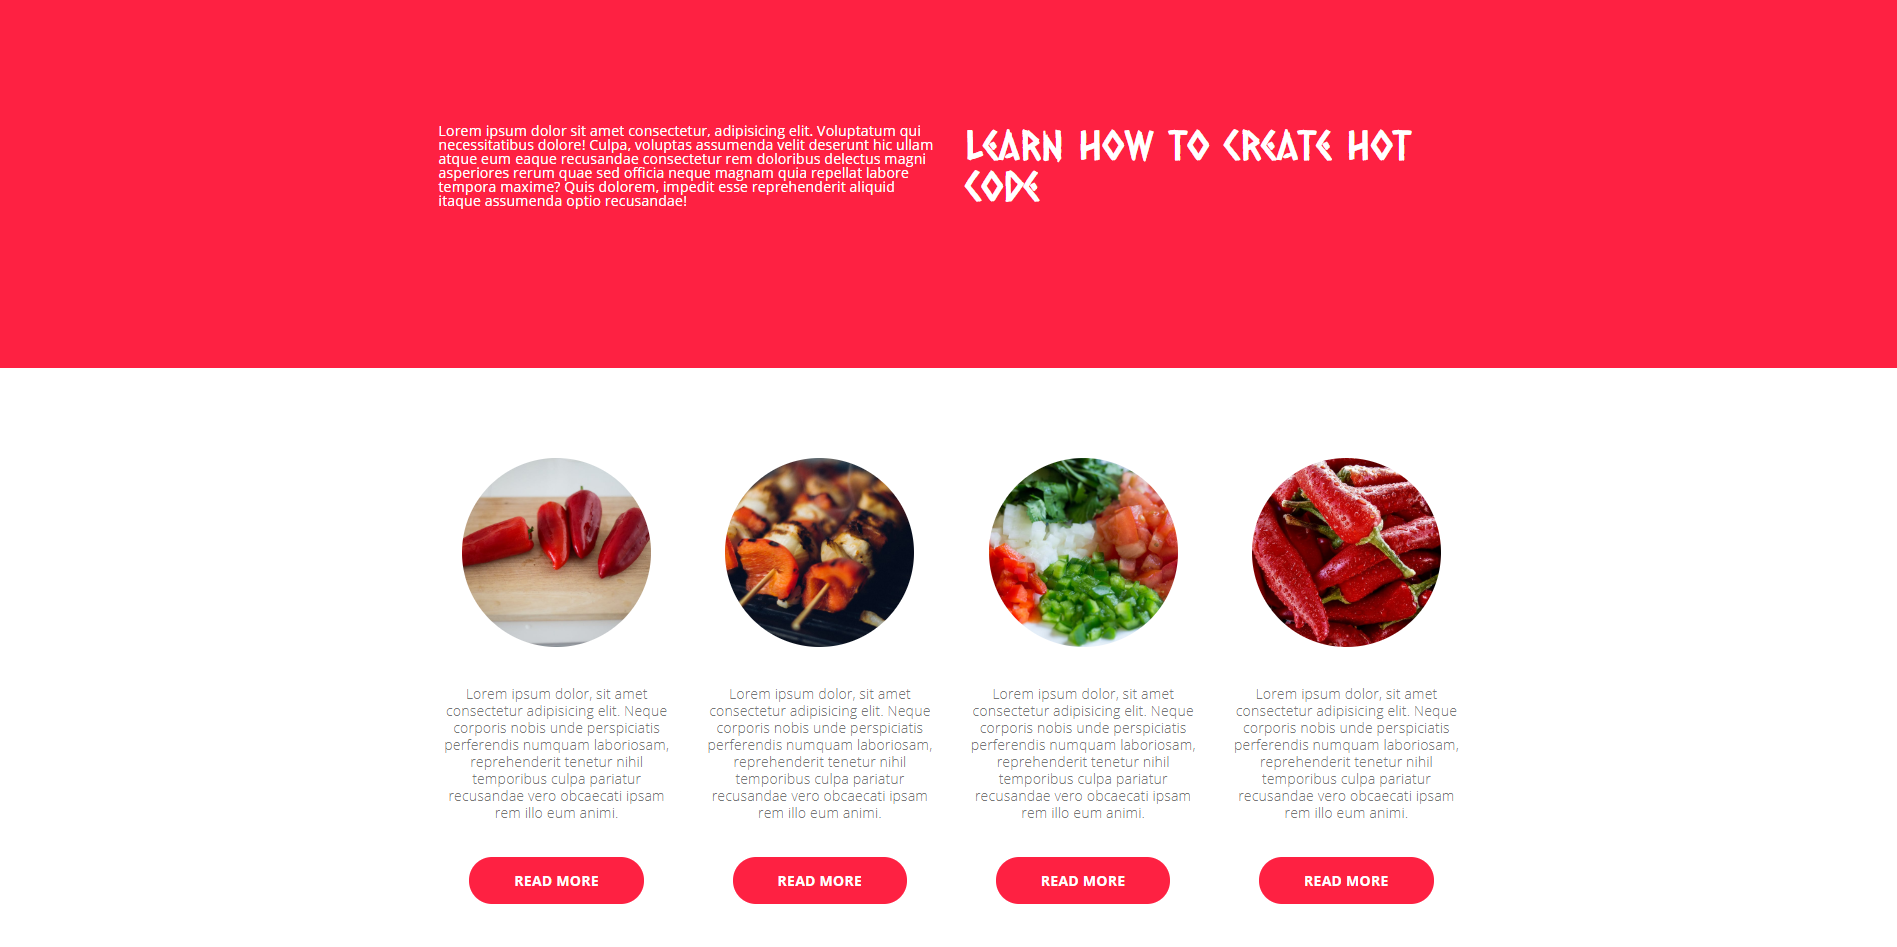 Lorem ipsum dolor sit amet consectetur, adipisicing elit. Voluptatum qui
necessitatibus dolore! Culpa, voluptas assumenda velit deserunt hic ullam
atque eum eaque recusandae consectetur rem doloribus delectus magni
asperiores rerum quae sed officia neque magnam quia repellat labore
tempora maxime? Quis dolorem, impedit esse reprehenderit aliquid
itaque assumenda optio recusandae!
LEARN HOW TO CREATE HOT
CODE
Lorem ipsum dolor, sit amet
consectetur adipisicing elit. Neque
corporis nobis unde perspiciatis
perferendis numquam laboriosam,
reprehenderit tenetur nihil
temporibus culpa pariatur
recusandae vero obcaecati ipsam
rem illo eum animi.
READ MORE
Lorem ipsum dolor, sit amet
consectetur adipisicing elit. Neque
corporis nobis unde perspiciatis
perferendis numquam laboriosam,
reprehenderit tenetur nihil
temporibus culpa pariatur
recusandae vero obcaecati ipsam
rem illo eum animi.
READ MORE
Lorem ipsum dolor, sit amet
consectetur adipisicing elit. Neque
corporis nobis unde perspiciatis
perferendis numquam laboriosam,
reprehenderit tenetur nihil
temporibus culpa pariatur
recusandae vero obcaecati ipsam
rem illo eum animi.
READ MORE
Lorem ipsum dolor, sit amet
consectetur adipisicing elit. Neque
corporis nobis unde perspiciatis
perferendis numquam laboriosam,
reprehenderit tenetur nihil
temporibus culpa pariatur
recusandae vero obcaecati ipsam
rem illo eum animi.
READ MORE